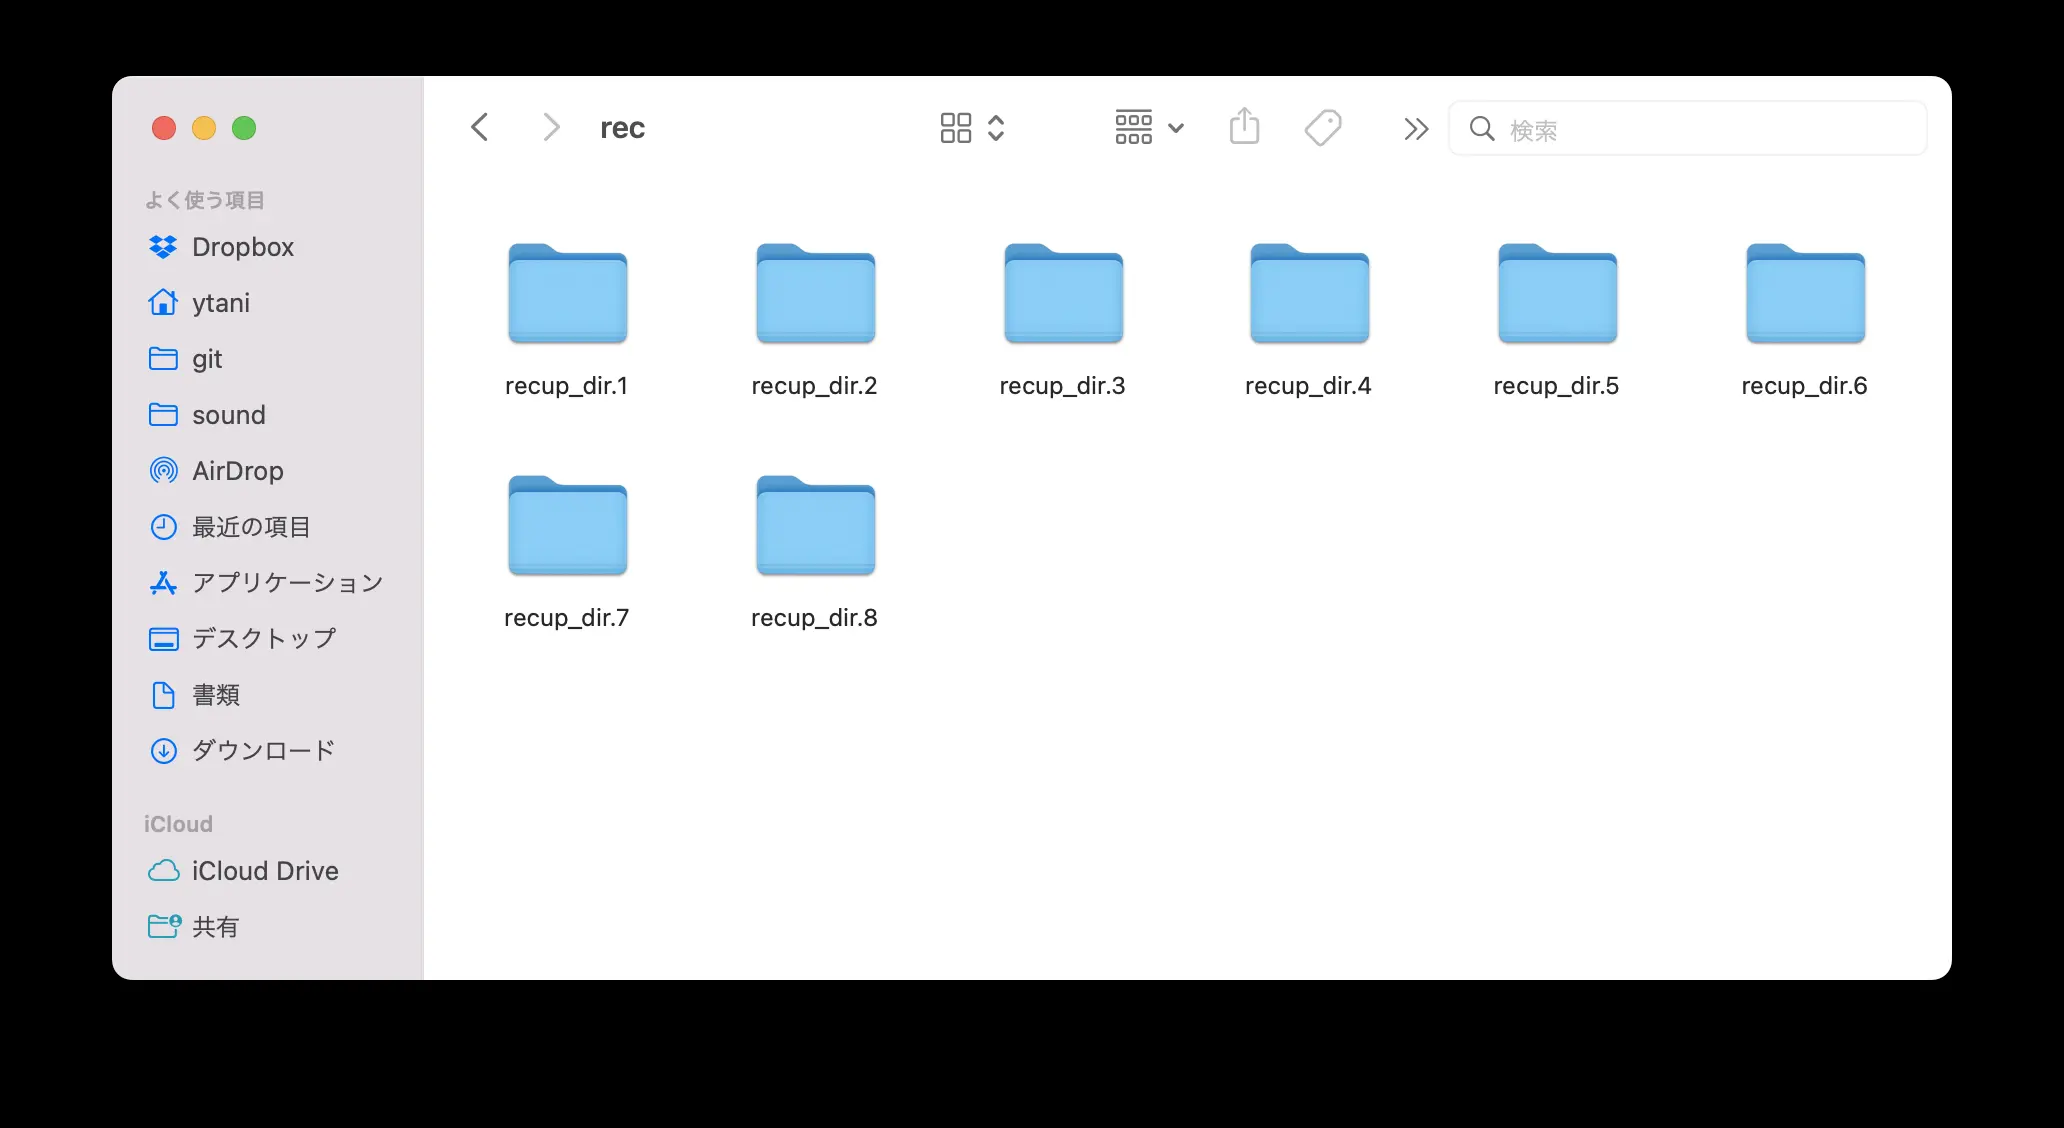 rec
検索
よく使う項目
Dropbox
ytani
git
sound
AirDrop
最近の項目
アプリケーション
デスクトップ
書類
ダウンロード
iCloud
iCloud Drive
共有
recup_dir.1
recup_dir.2
recup_dir.3
recup_dir.4
recup_dir.5
recup_dir.6
recup_dir.7
recup_dir.8